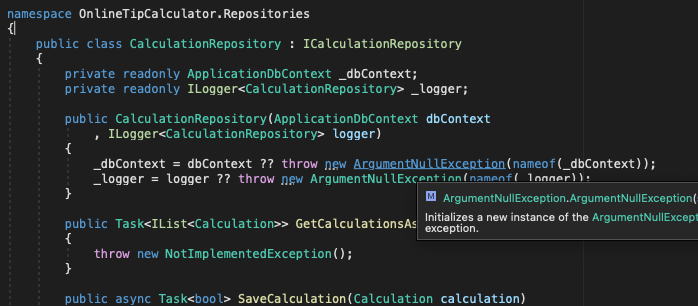 namespace OnlineTipCalculator.Repositories
{
public class CalculationRepository : ICalculationRepository
{
private readonly ApplicationDbContext _dbContext;
private readonly ILogger<CalculationRepository> _logger;
public CalculationRepository(ApplicationDbContext dbContext
, ILogger<CalculationRepository> logger)
{
_dbContext = dbContext ?? throw new ArgumentNullException(nameof(_dbContext));
_logger = logger ?? throw new ArgumentNullException(nameof(_logger));
}
M ArgumentNullException.ArgumentNullException(
public Task<IList<Calculation>> GetCalculationsAs
Initializes a new instance of the ArgumentNullExcept
exception.
{
throw new NotImplementedException();
}
public async Task<bool> SaveCalculation(Calculation calculation)